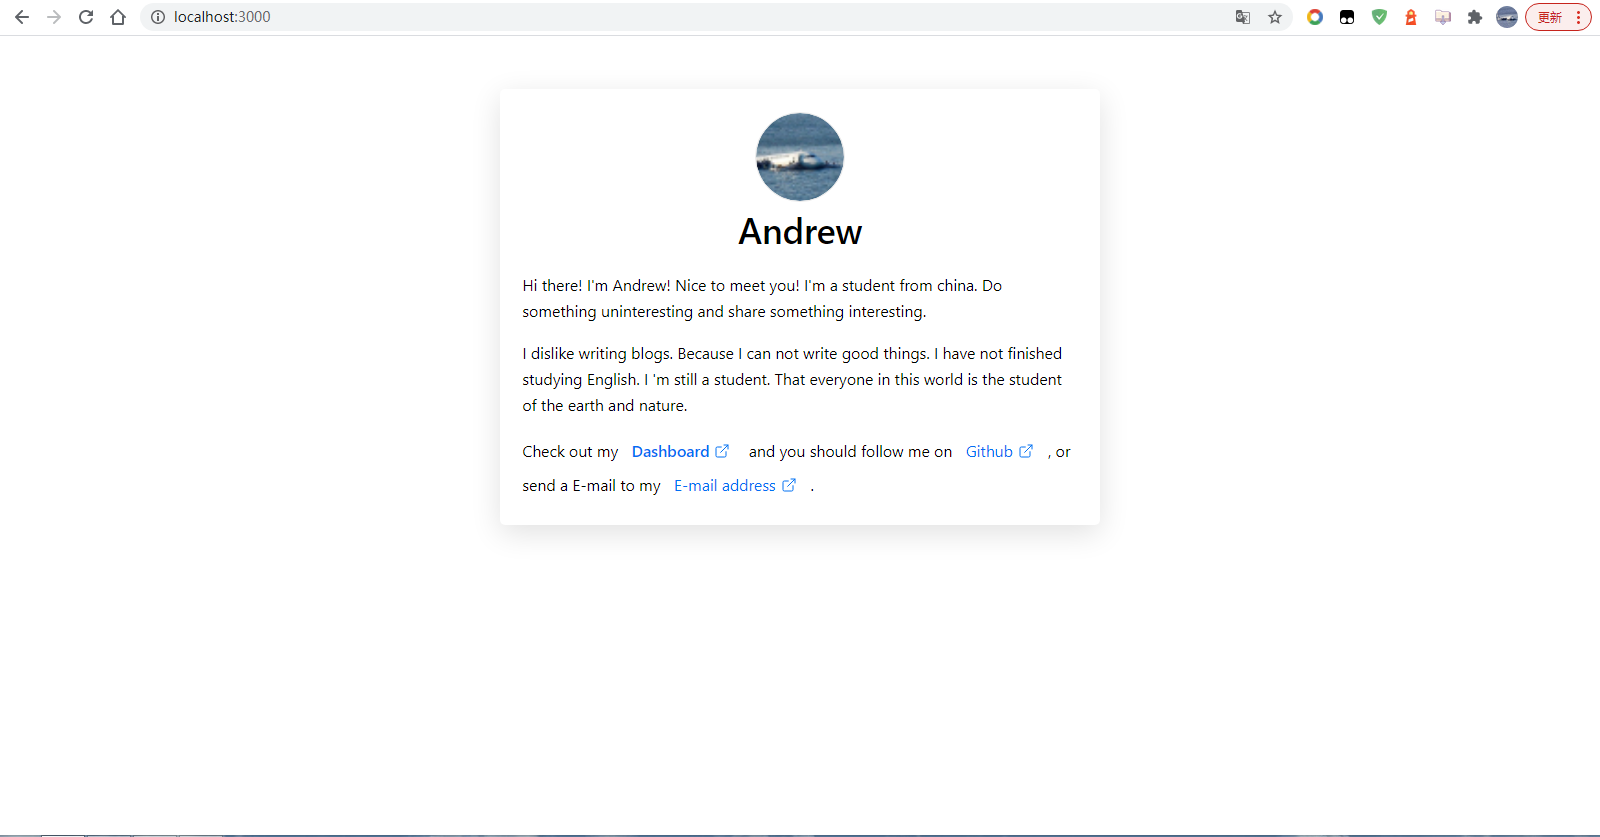 localhost:3000
更新
Andrew
Hi there! I'm Andrew! Nice to meet you! I'm a student from china. Do
something uninteresting and share something interesting.
I dislike writing blogs. Because I can not write good things. I have not finished
studying English. I 'm still a student. That everyone in this world is the student
of the earth and nature.
Check out my Dashboard and you should follow me on Github , or
send a E-mail to my E-mail address .